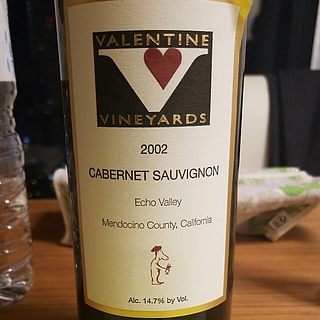 VALENTINE
VINEYARDS
2002
CABERNET SAUVIGNON
Echo Valley
Mendocino County, California
Alc. 14.7% by Vol.